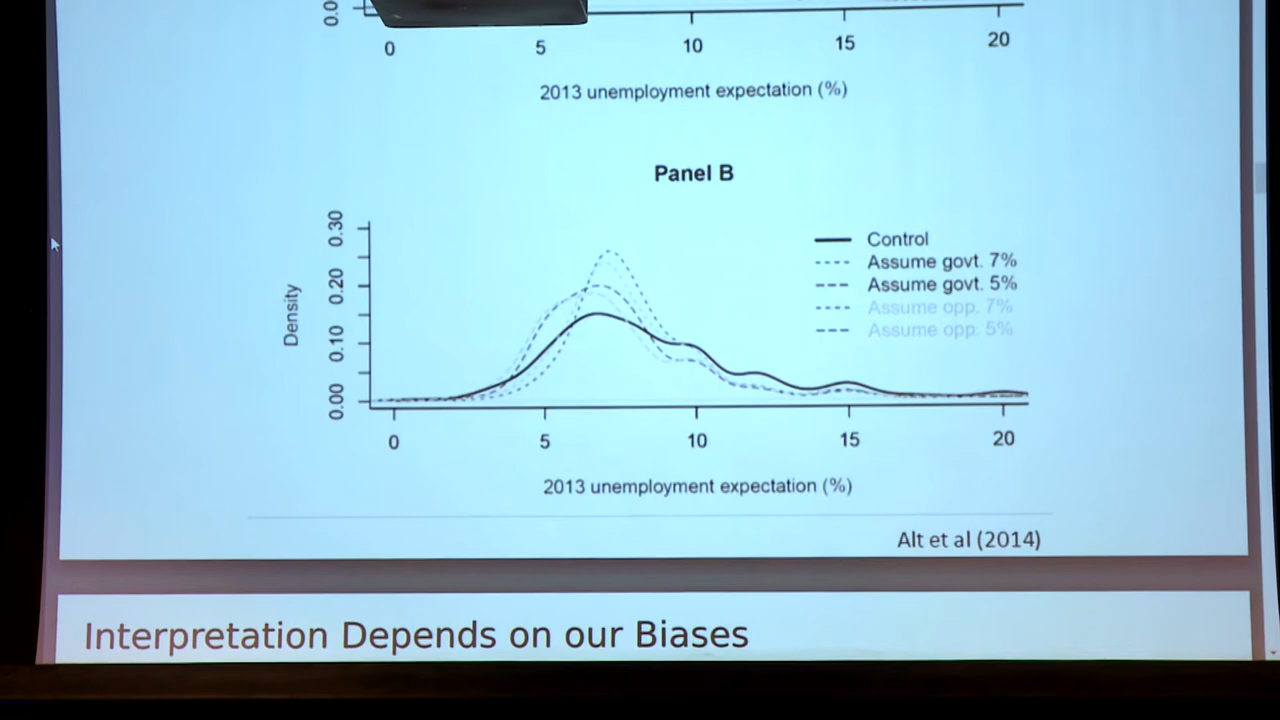 0.0
0 5 10 15 20
2013 unemployment expectation (%)
Panel B
0.30
0.20
0.10
0.00
Density
Control
Assume govt. 7%
Assume govt. 5%
Assume opp. 7%
Assume opp. 5%
0 5 10 15 20
2013 unemployment expectation (%)
Alt et al (2014)
Interpretation Depends on our Biases